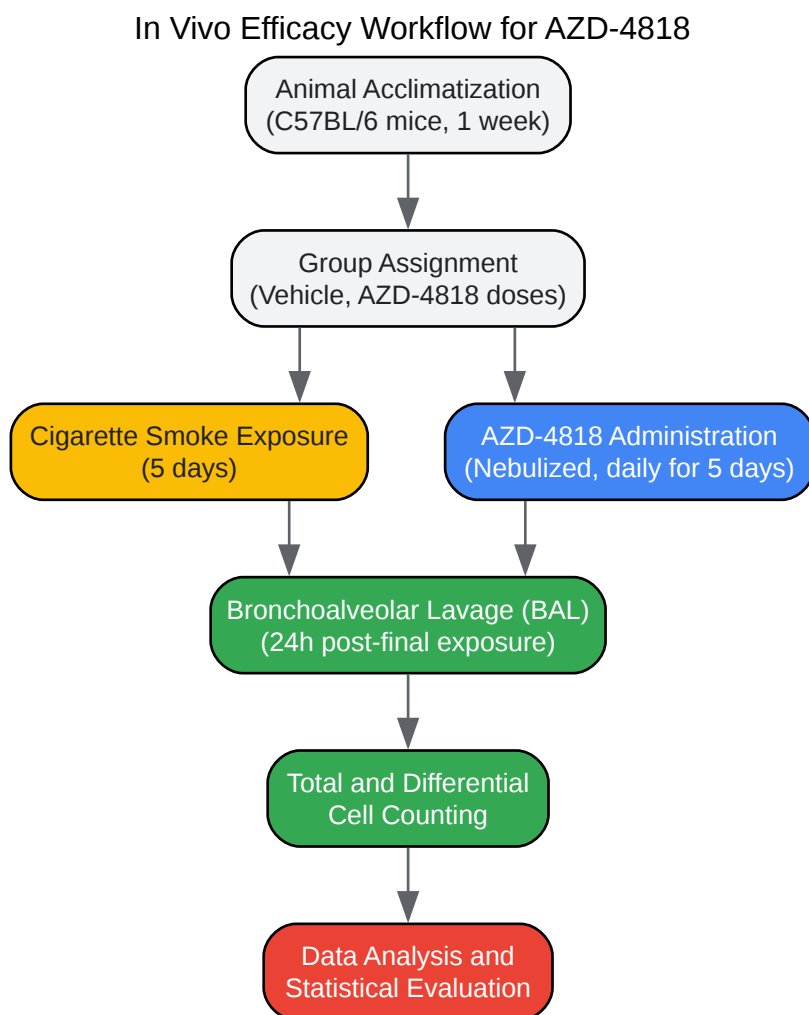 In Vivo Efficacy Workflow for AZD-4818
Animal Acclimatization
(C57BL/6 mice, 1 week)
Group Assignment
(Vehicle, AZD-4818 doses)
Cigarette Smoke Exposure
(5 days)
AZD-4818 Administration
(Nebulized, daily for 5 days)
Bronchoalveolar Lavage (BAL)
(24h post-final exposure)
Total and Differential
Cell Counting
Data Analysis and
Statistical Evaluation